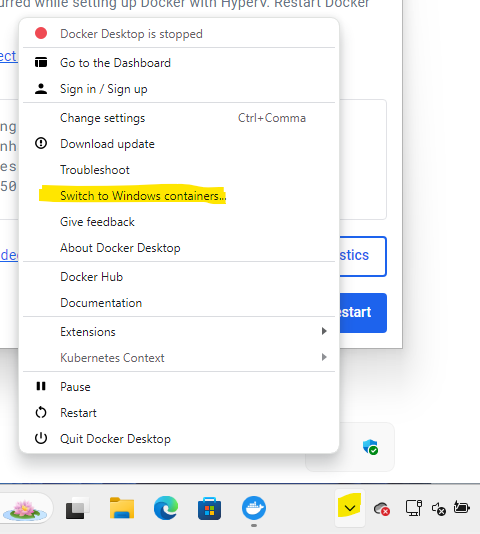 urred while setting up Docker with HyperV. Restart Docker
Docker Desktop is stopped
ect
Go to the Dashboard
Sign in / Sign up
Change settings Ctrl+Comma
ng
Download update
nh
es
Troubleshoot
50
Switch to Windows containers...
Give feedback
de
About Docker Desktop
stics
Docker Hub
Documentation
estart
Extensions
Kubernetes Context
Pause
Restart
Quit Docker Desktop